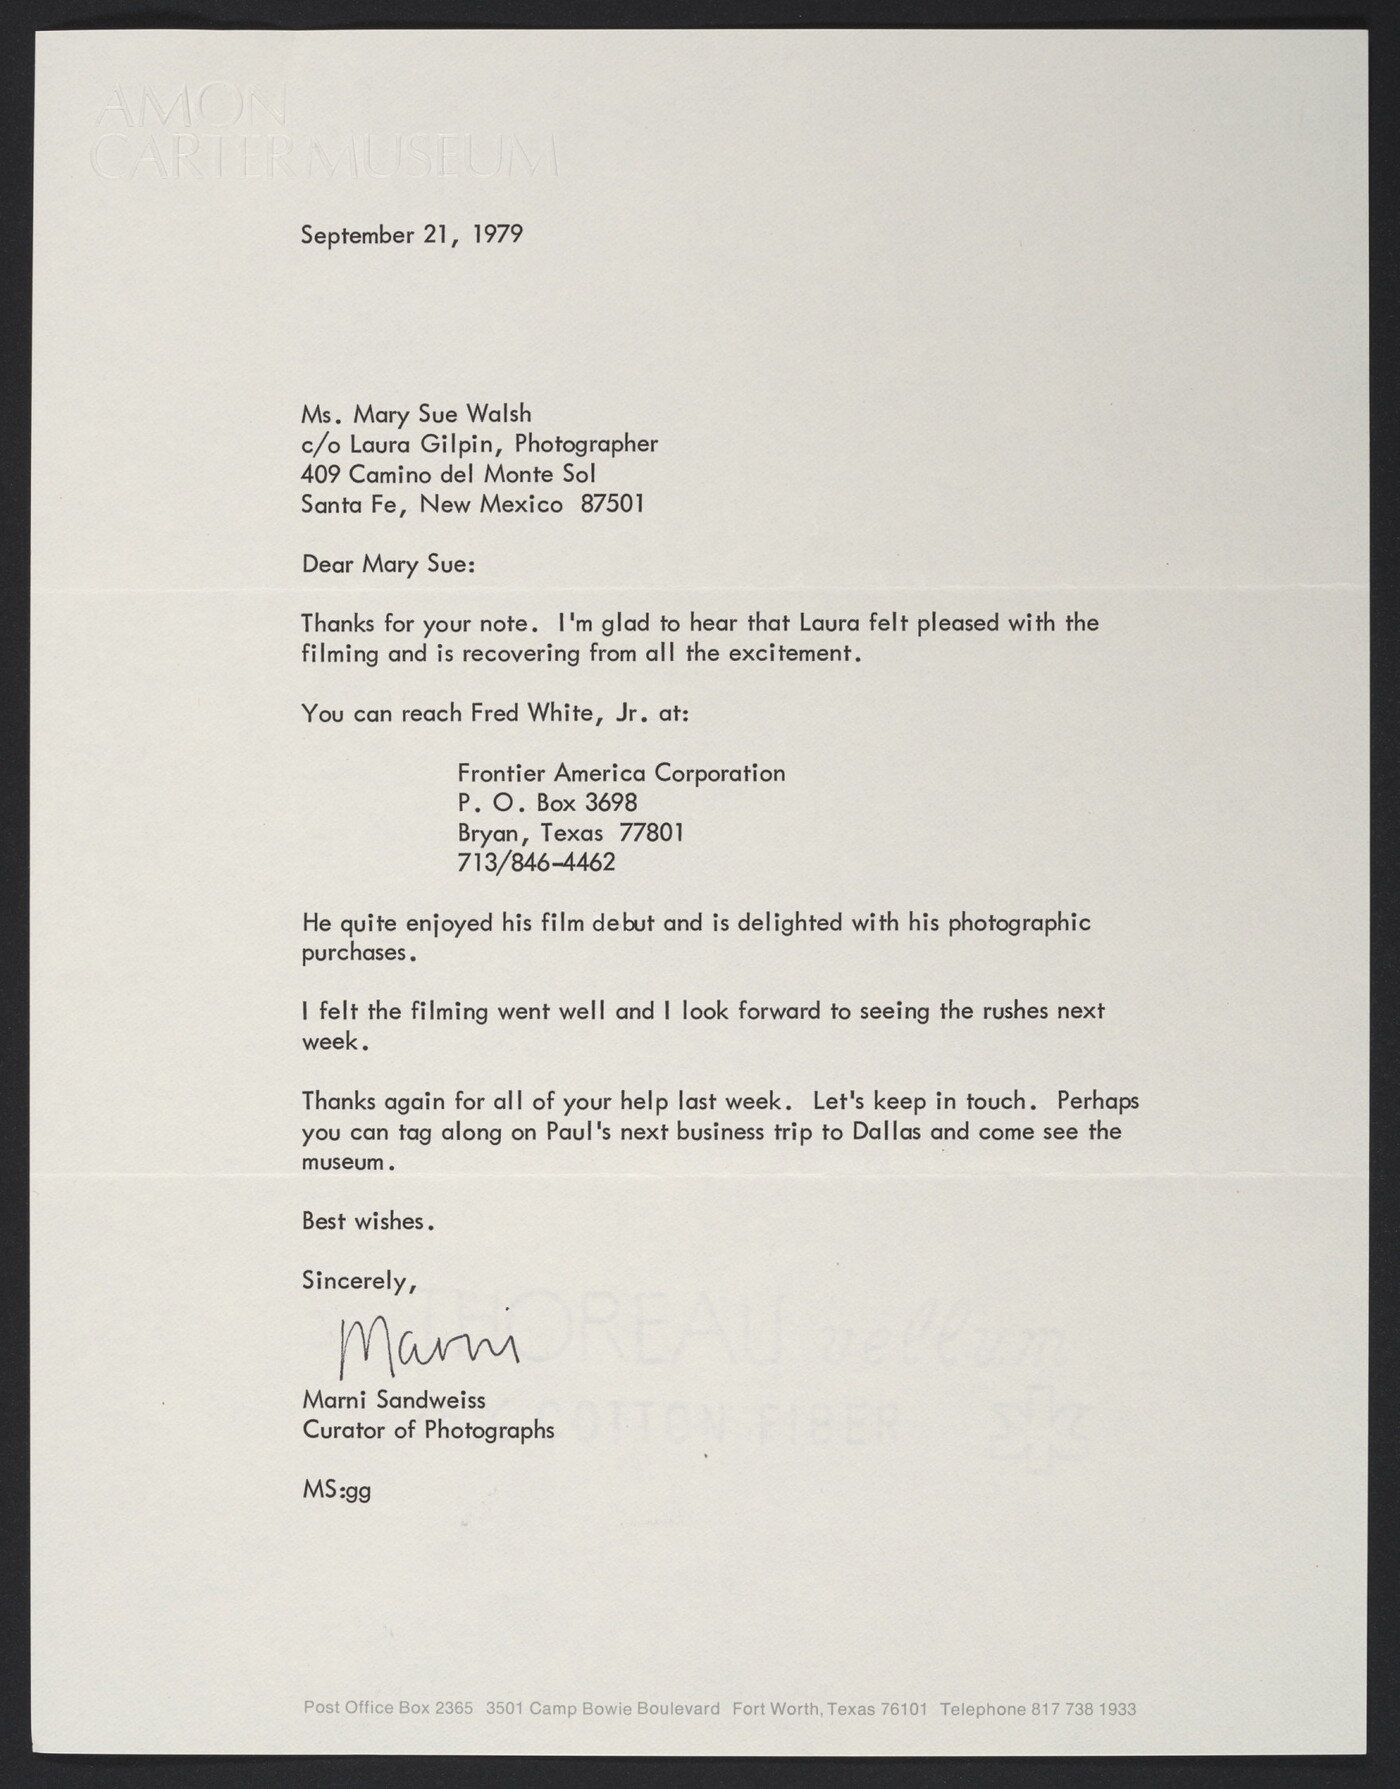 AMON
CARTER MUSEUM
September 21, 1979
Ms. Mary Sue Walsh
c/o Laura Gilpin, Photographer
409 Camino del Monte Sol
Santa Fe, New Mexico 87501
Dear Mary Sue:
Thanks for your note. I'm glad to hear that Laura felt pleased with the
filming and is recovering from all the excitement.
You can reach Fred White, Jr. at:
Frontier America Corporation
P. O. Box 3698
Bryan, Texas 77801
713/846-4462
He quite enjoyed his film debut and is delighted with his photographic
purchases.
I felt the filming went well and I look forward to seeing the rushes next
week.
Thanks again for all of your help last week. Let's keep in touch. Perhaps
you can tag along on Paul's next business trip to Dallas and come see the
museum.
Best wishes.
Sincerely,
Marni
THOREAU vellum
Marni Sandweiss
COTTON FIBER
Curator of Photographs
MS:gg
Post Office Box 2365 3501 Camp Bowie Boulevard Fort Worth, Texas 76101 Telephone 817 738 1933